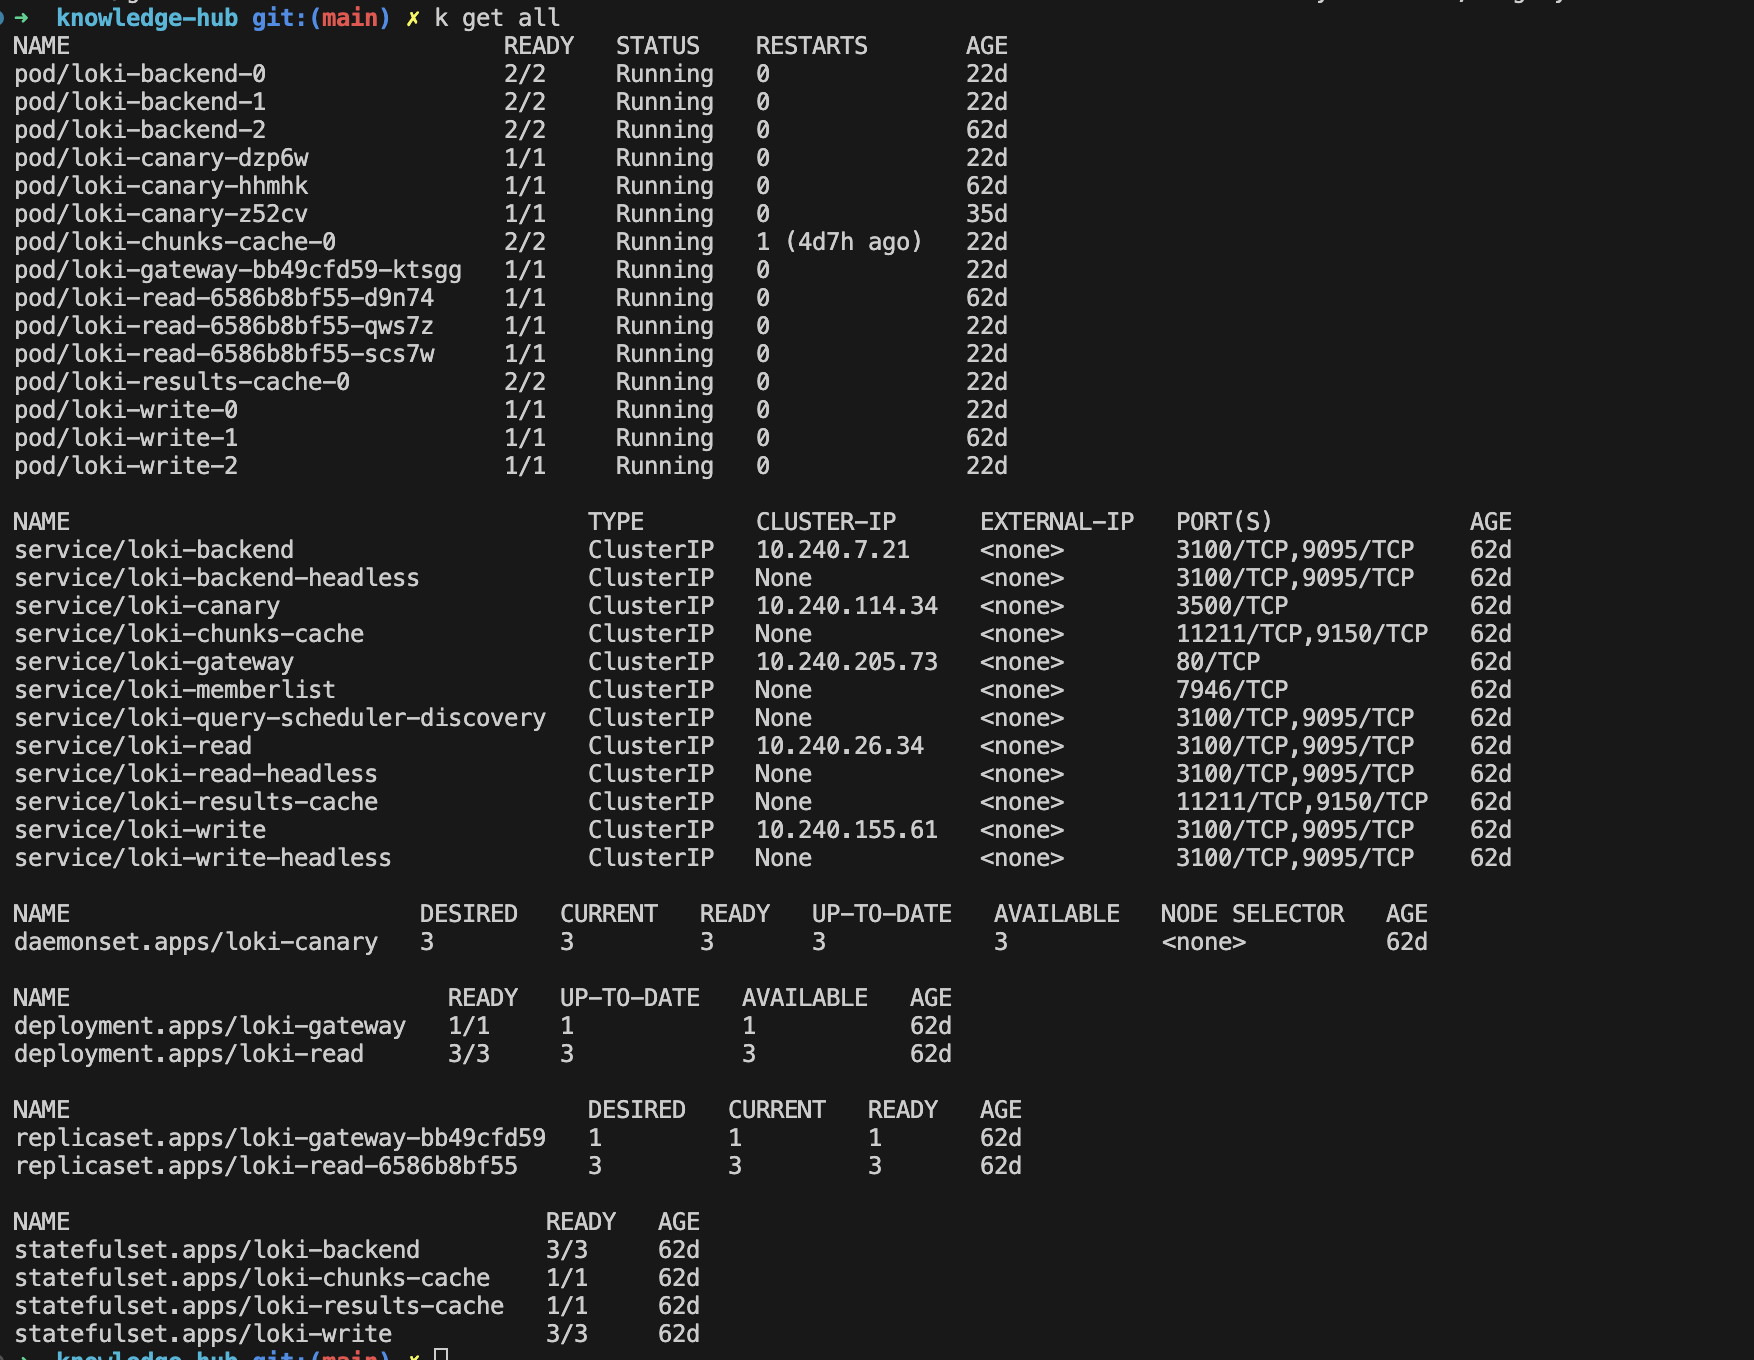 ➜  knowledge-hub git:(main) ✗ k get all
NAME                               READY   STATUS    RESTARTS       AGE
pod/loki-backend-0                 2/2     Running   0              22d
pod/loki-backend-1                 2/2     Running   0              22d
pod/loki-backend-2                 2/2     Running   0              62d
pod/loki-canary-dzp6w              1/1     Running   0              22d
pod/loki-canary-hhmhk              1/1     Running   0              62d
pod/loki-canary-z52cv              1/1     Running   0              35d
pod/loki-chunks-cache-0            2/2     Running   1 (4d7h ago)   22d
pod/loki-gateway-bb49cfd59-ktsgg   1/1     Running   0              22d
pod/loki-read-6586b8bf55-d9n74     1/1     Running   0              62d
pod/loki-read-6586b8bf55-qws7z     1/1     Running   0              22d
pod/loki-read-6586b8bf55-scs7w     1/1     Running   0              22d
pod/loki-results-cache-0           2/2     Running   0              22d
pod/loki-write-0                   1/1     Running   0              22d
pod/loki-write-1                   1/1     Running   0              62d
pod/loki-write-2                   1/1     Running   0              22d
NAME                                     TYPE        CLUSTER-IP      EXTERNAL-IP   PORT(S)              AGE
service/loki-backend                     ClusterIP   10.240.7.21     <none>        3100/TCP,9095/TCP    62d
service/loki-backend-headless            ClusterIP   None            <none>        3100/TCP,9095/TCP    62d
service/loki-canary                      ClusterIP   10.240.114.34   <none>        3500/TCP             62d
service/loki-chunks-cache                ClusterIP   None            <none>        11211/TCP,9150/TCP   62d
service/loki-gateway                     ClusterIP   10.240.205.73   <none>        80/TCP               62d
service/loki-memberlist                  ClusterIP   None            <none>        7946/TCP             62d
service/loki-query-scheduler-discovery   ClusterIP   None            <none>        3100/TCP,9095/TCP    62d
service/loki-read                        ClusterIP   10.240.26.34    <none>        3100/TCP,9095/TCP    62d
service/loki-read-headless               ClusterIP   None            <none>        3100/TCP,9095/TCP    62d
service/loki-results-cache               ClusterIP   None            <none>        11211/TCP,9150/TCP   62d
service/loki-write                       ClusterIP   10.240.155.61   <none>        3100/TCP,9095/TCP    62d
service/loki-write-headless              ClusterIP   None            <none>        3100/TCP,9095/TCP    62d
NAME                         DESIRED   CURRENT   READY   UP-TO-DATE   AVAILABLE   NODE SELECTOR   AGE
daemonset.apps/loki-canary   3         3         3       3            3           <none>          62d
NAME                           READY   UP-TO-DATE   AVAILABLE   AGE
deployment.apps/loki-gateway   1/1     1            1           62d
deployment.apps/loki-read      3/3     3            3           62d
NAME                                     DESIRED   CURRENT   READY   AGE
replicaset.apps/loki-gateway-bb49cfd59   1         1         1       62d
replicaset.apps/loki-read-6586b8bf55     3         3         3       62d
NAME                                  READY   AGE
statefulset.apps/loki-backend         3/3     62d
statefulset.apps/loki-chunks-cache    1/1     62d
statefulset.apps/loki-results-cache   1/1     62d
statefulset.apps/loki-write           3/3     62d
➜  knowledge-hub git:(main) ✗